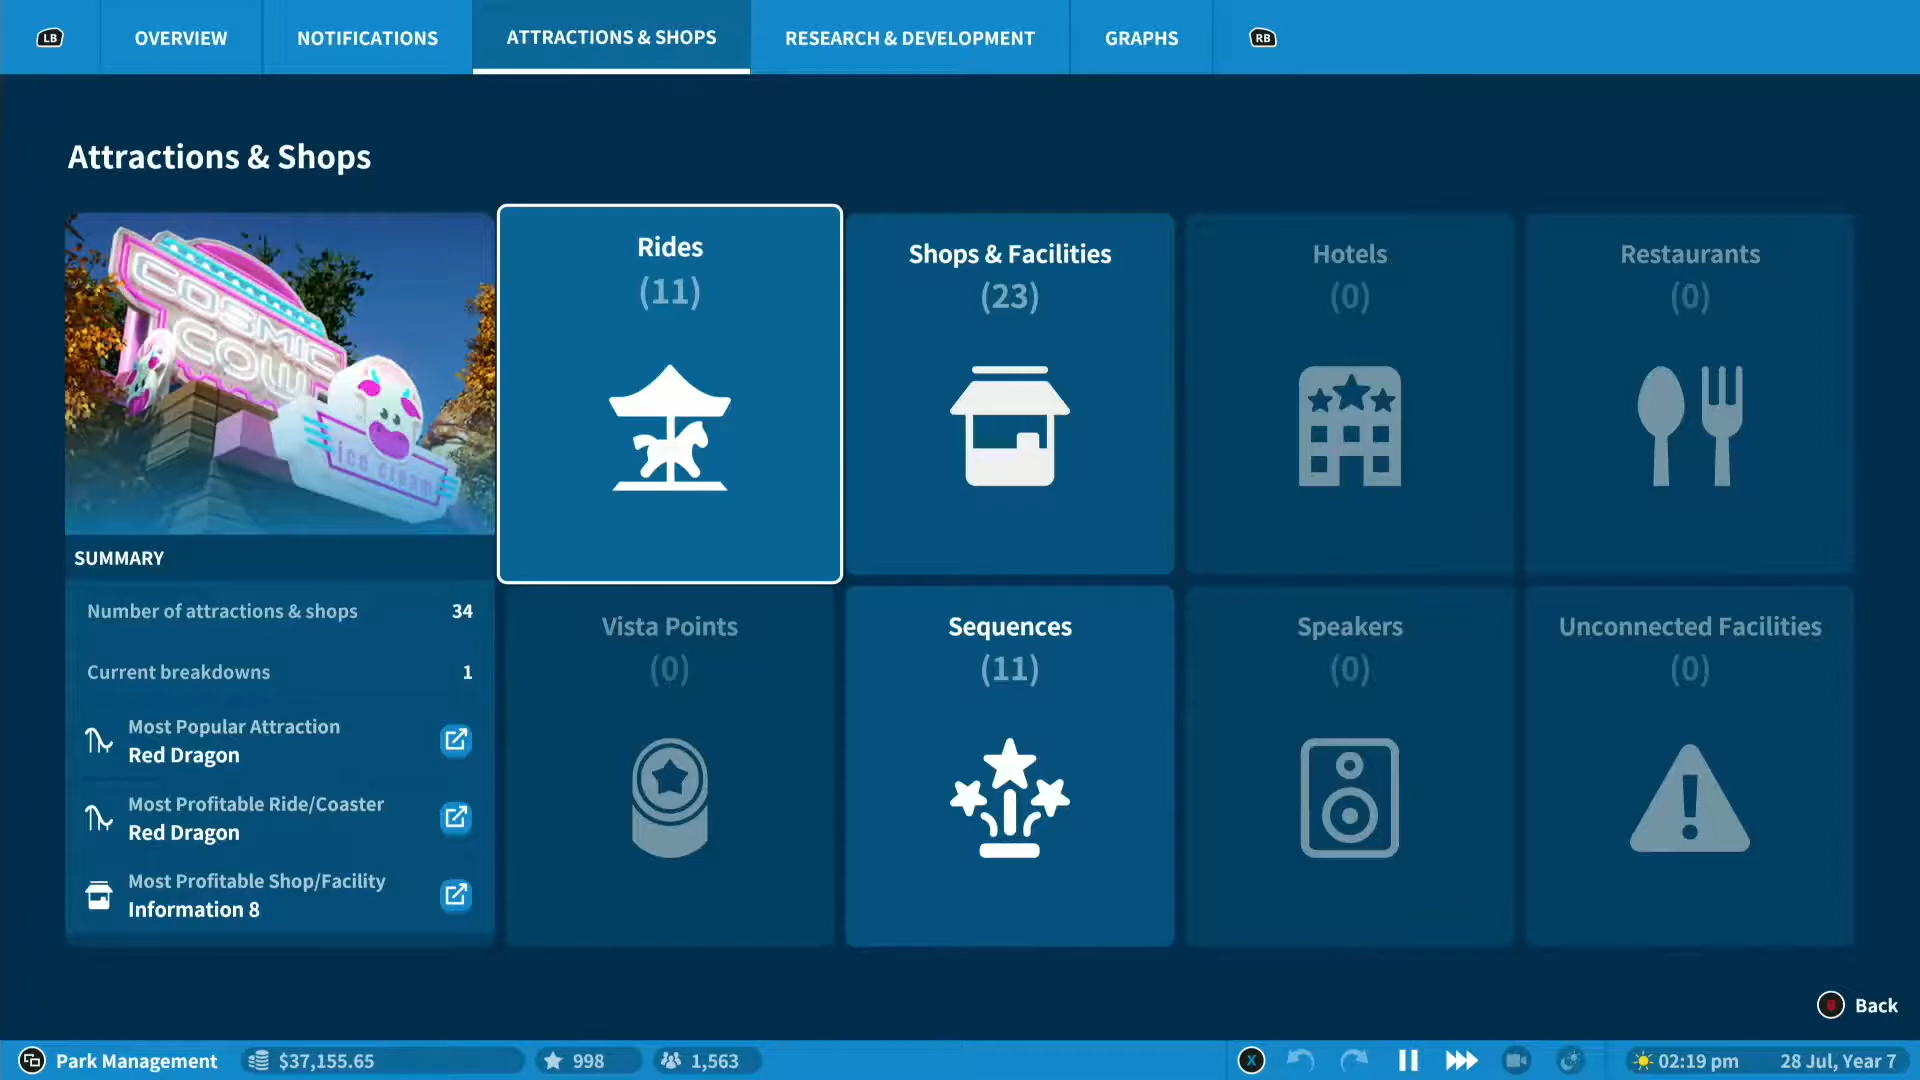 LB
OVERVIEW
NOTIFICATIONS
ATTRACTIONS & SHOPS
RESEARCH & DEVELOPMENT
GRAPHS
RB
Attractions & Shops
COSMIC
COW
ice cream
SUMMARY
Number of attractions & shops 34
Current breakdowns 1
Most Popular Attraction
Red Dragon
Most Profitable Ride/Coaster
Red Dragon
Most Profitable Shop/Facility
Information 8
Rides
(11)
Shops & Facilities
(23)
Hotels
(0)
Restaurants
(0)
Vista Points
(0)
Sequences
(11)
Speakers
(0)
Unconnected Facilities
(0)
B Back
Park Management
$37,155.65
998
1,563
X
02:19 pm
28 Jul, Year 7